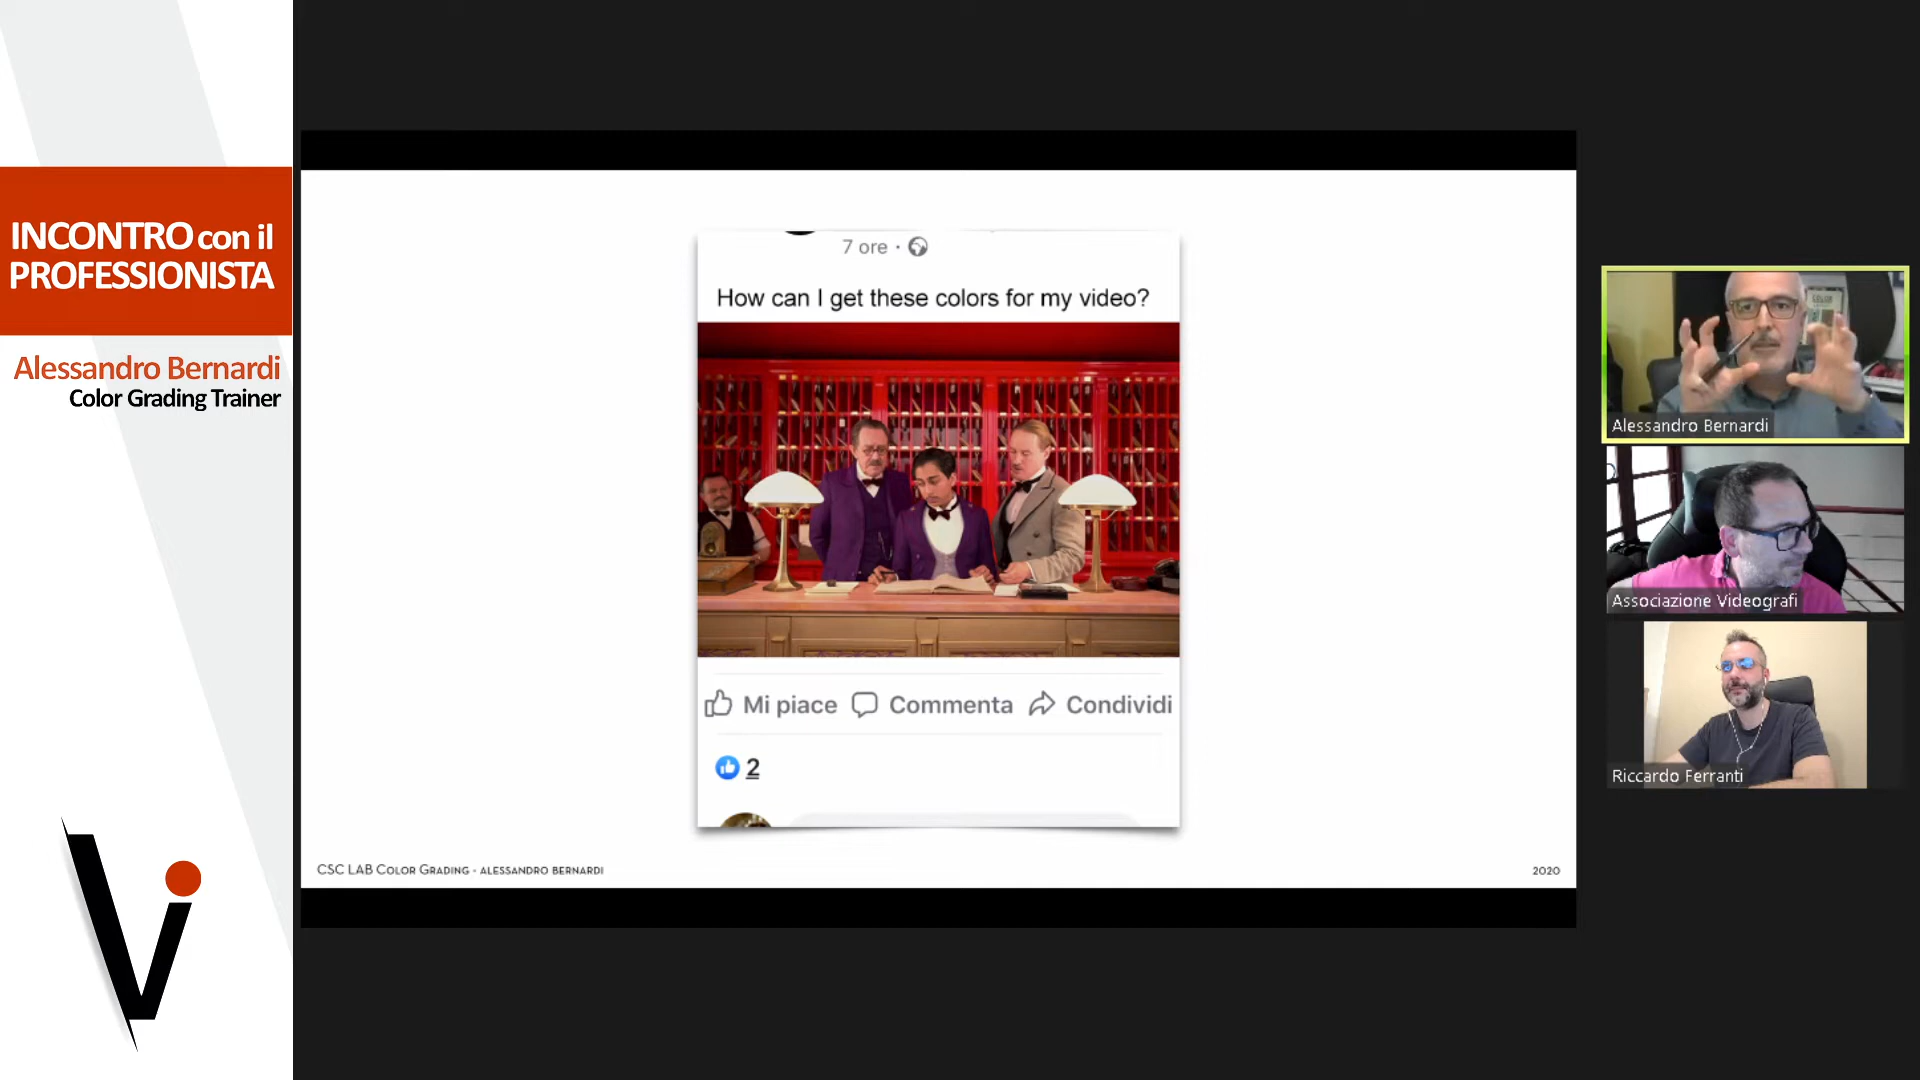 INCONTRO con il
PROFESSIONISTA
Alessandro Bernardi
Color Grading Trainer
7 ore ·
How can I get these colors for my video?
Mi piace Commenta Condividi
2
CSC LAB COLOR GRADING - ALESSANDRO BERNARDI
2020
Alessandro Bernardi
Associazione Videografi
Riccardo Ferranti